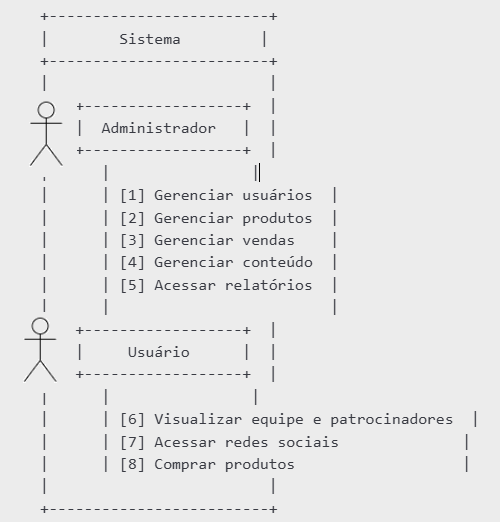 Sistema
Administrador
[1] Gerenciar usuários
[2] Gerenciar produtos
[3] Gerenciar vendas
[4] Gerenciar conteúdo
[5] Acessar relatórios
Usuário
[6] Visualizar equipe e patrocinadores
[7] Acessar redes sociais
[8] Comprar produtos